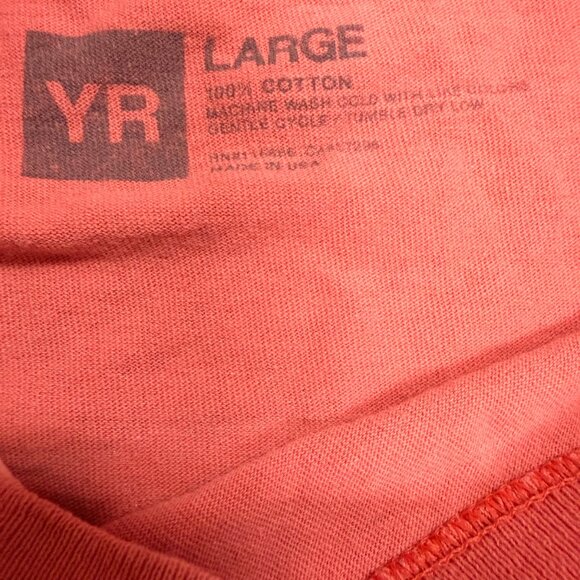 YR
LARGE
100% COTTON
MACHINE WASH COLD WITH LIKE COLORS
GENTLE CYCLE TUMBLE DRY LOW
MADE IN USA